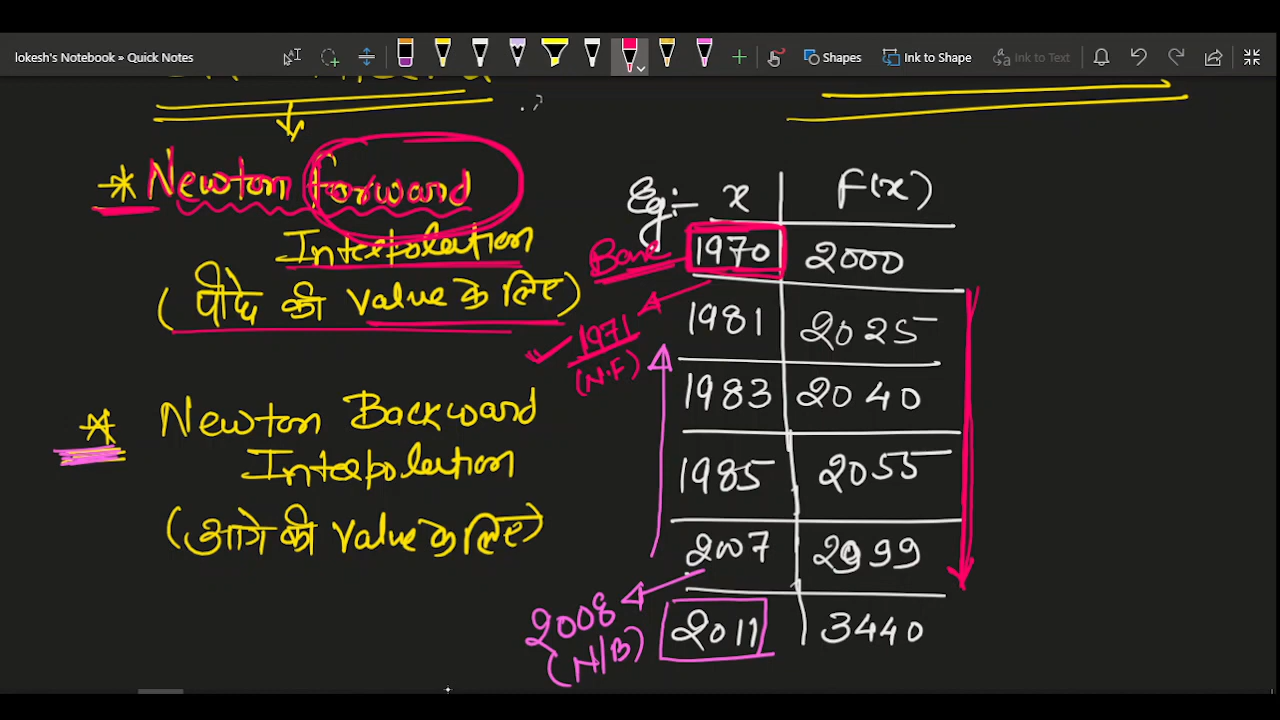 lokesh's Notebook » Quick Notes
Shapes
Ink to Shape
Ink to Text
* Newton forward
Interpolation
(पीछे की value के लिए)
* Newton Backward
Interpolation
(आगे की value के लिए)
Eg:- x F(x)
Base 1970 2000
1981 2025
1971
(N.F)
1983 2040
1985 2055
2007 2999
2008
(N/B)
2011 3440